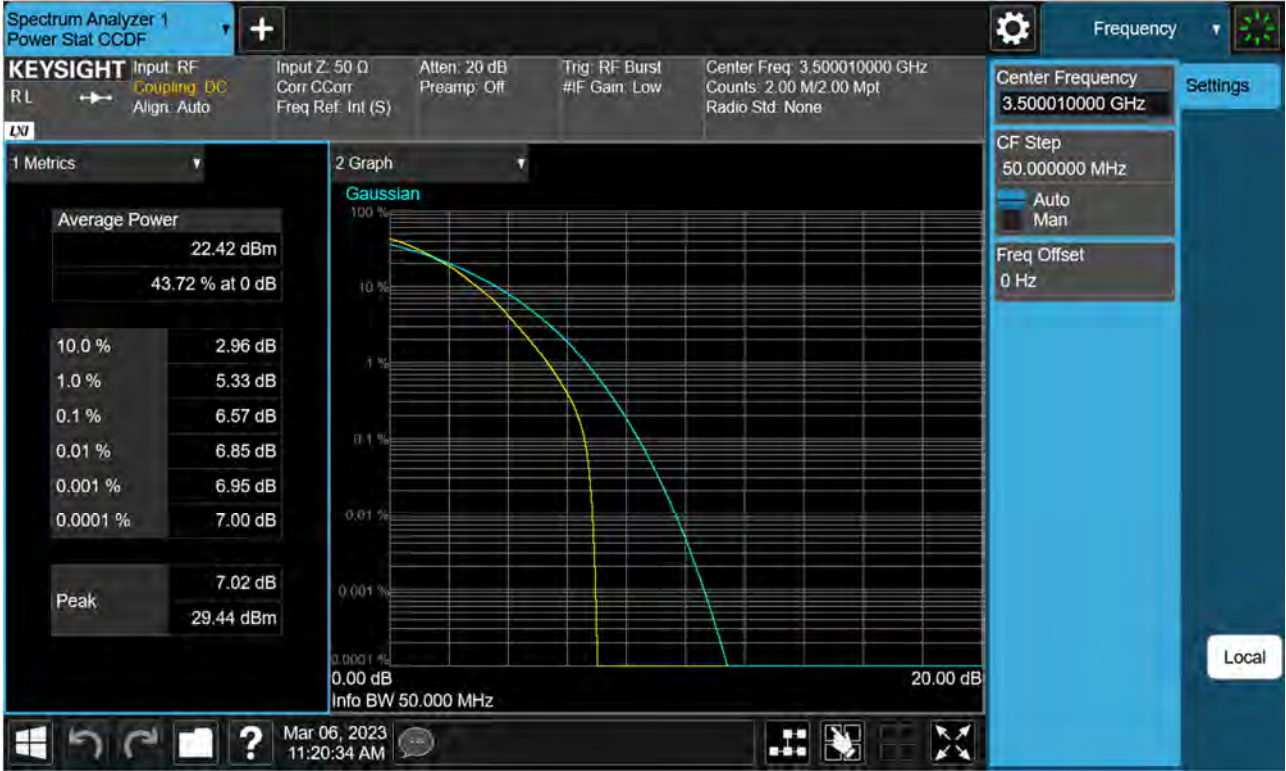 Spectrum Analyzer 1
Power Stat CCDF
+
Frequency
KEYSIGHT
R L
LXI
Input: RF
Coupling: DC
Align: Auto
Input Z: 50 Ω
Corr CCorr
Freq Ref: Int (S)
Atten: 20 dB
Preamp: Off
Trig: RF Burst
#IF Gain: Low
Center Freq: 3.500010000 GHz
Counts: 2.00 M/2.00 Mpt
Radio Std: None
Center Frequency
3.500010000 GHz
Settings
CF Step
50.000000 MHz
Auto
Man
Freq Offset
0 Hz
1 Metrics
Average Power
22.42 dBm
43.72 % at 0 dB
10.0 % 2.96 dB
1.0 % 5.33 dB
0.1 % 6.57 dB
0.01 % 6.85 dB
0.001 % 6.95 dB
0.0001 % 7.00 dB
Peak
7.02 dB
29.44 dBm
2 Graph
Gaussian
100 %
10 %
1 %
0.1 %
0.01 %
0.001 %
0.0001 %
0.00 dB 20.00 dB
Info BW 50.000 MHz
Local
?
Mar 06, 2023
11:20:34 AM